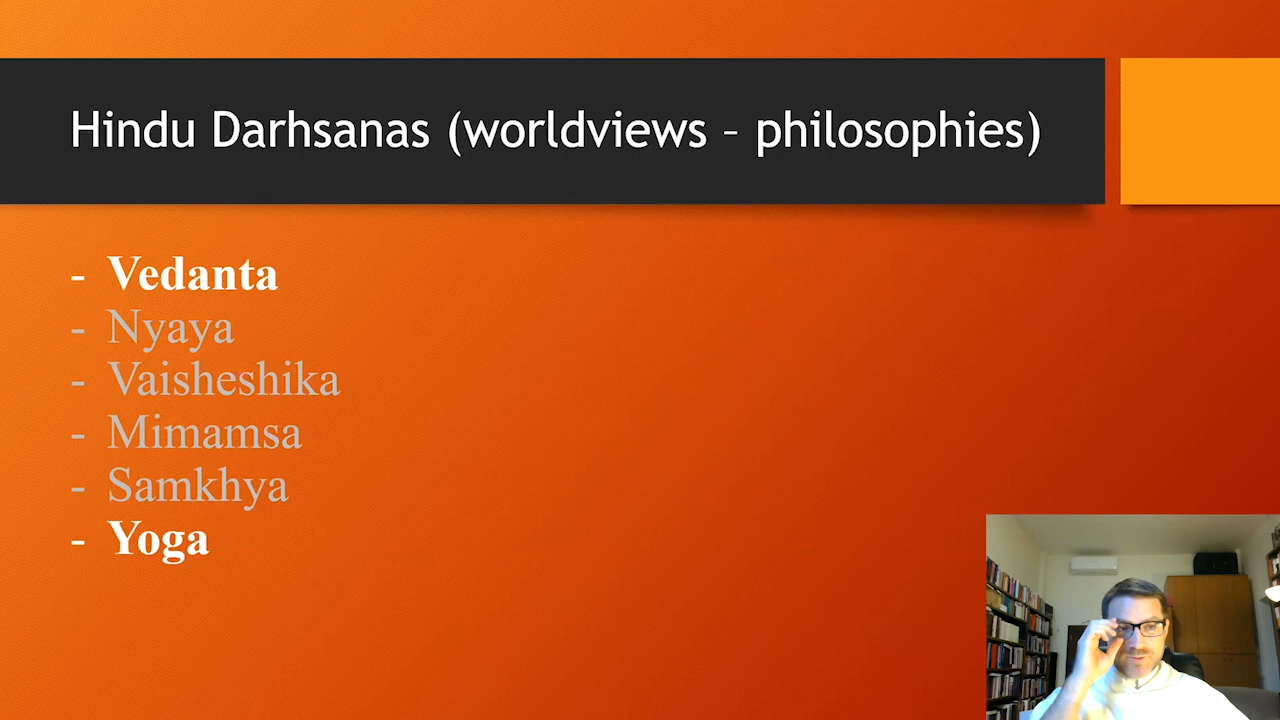 Hindu Darhsanas (worldviews – philosophies)
- Vedanta
- Nyaya
- Vaisheshika
- Mimamsa
- Samkhya
- Yoga